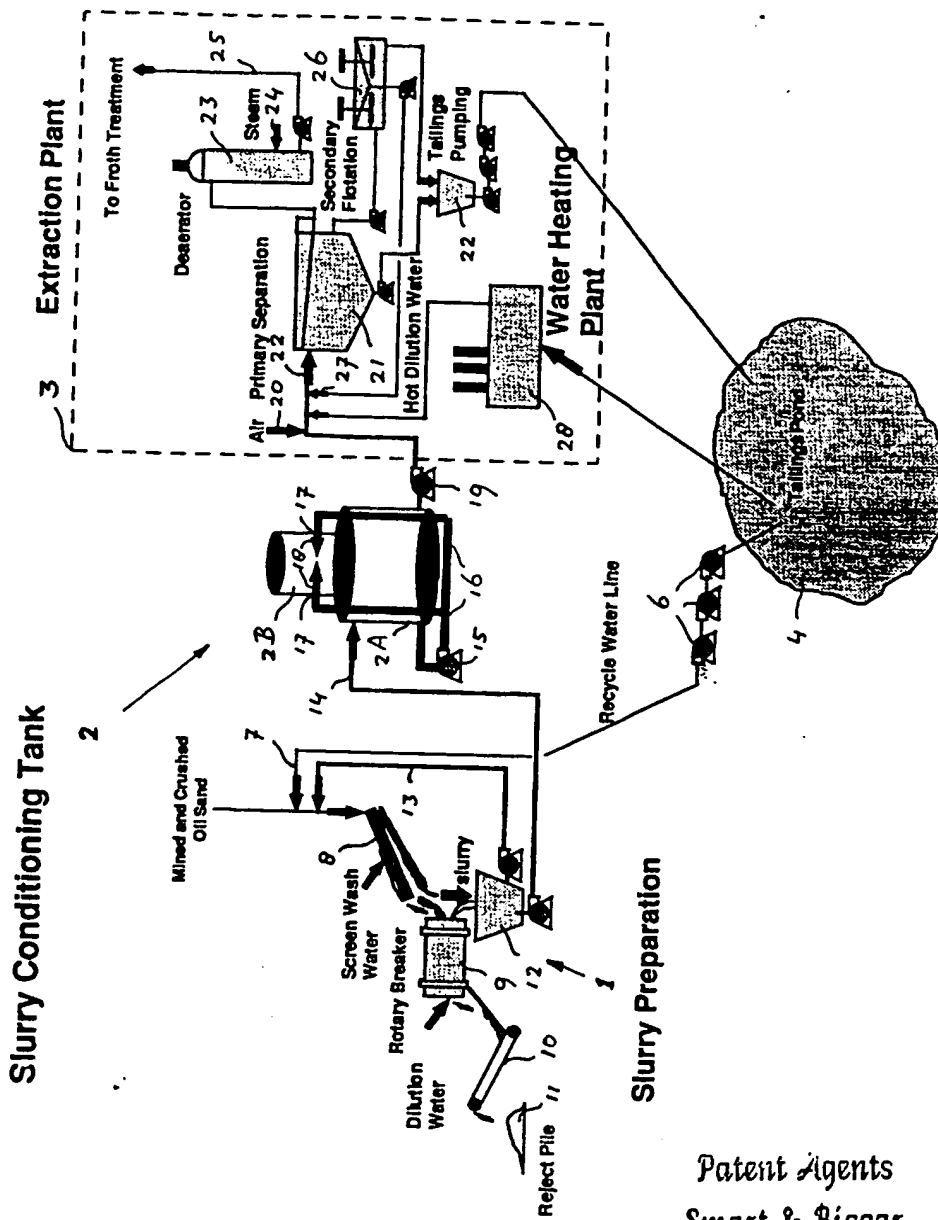 Slurry Conditioning Tank
2
3
Extraction Plant
To Froth Treatment
25
Deaerator
23
Steam
24
Secondary
Flotation
26
Air
20
Primary Separation
22
27
21
Hot Dilution Water
Tailings
Pumping
22
Water Heating
Plant
28
2B
17
18
17
2A
16
15
19
14
Mined and Crushed
Oil Sand
7
13
8
Screen Wash
Water
Rotary Breaker
slurry
9
12
1
Dilution
Water
10
11
Reject Pile
Slurry Preparation
Recycle Water Line
6
4
Tailings Pond
Patent Agents